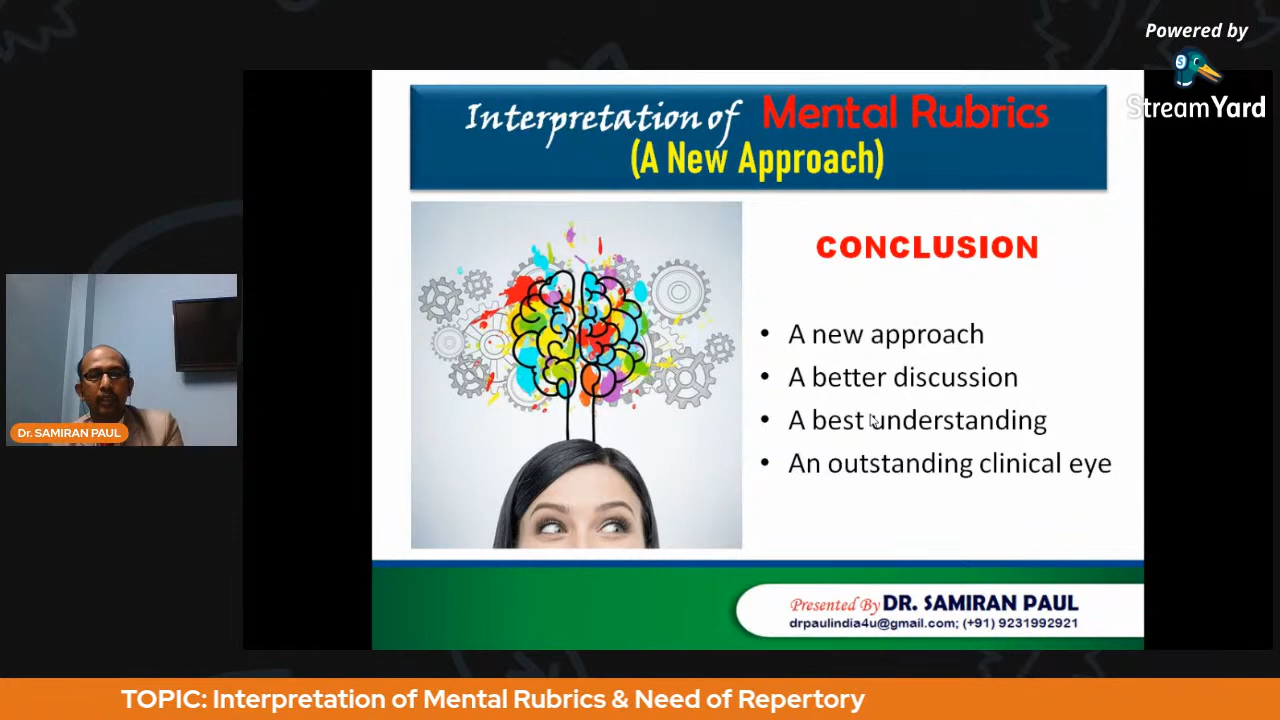 Powered by
StreamYard
Interpretation of Mental Rubrics
(A New Approach)
CONCLUSION
• A new approach
• A better discussion
• A best understanding
• An outstanding clinical eye
Dr. SAMIRAN PAUL
Presented By DR. SAMIRAN PAUL
drpaulindia4u@gmail.com; (+91) 9231992921
TOPIC: Interpretation of Mental Rubrics & Need of Repertory